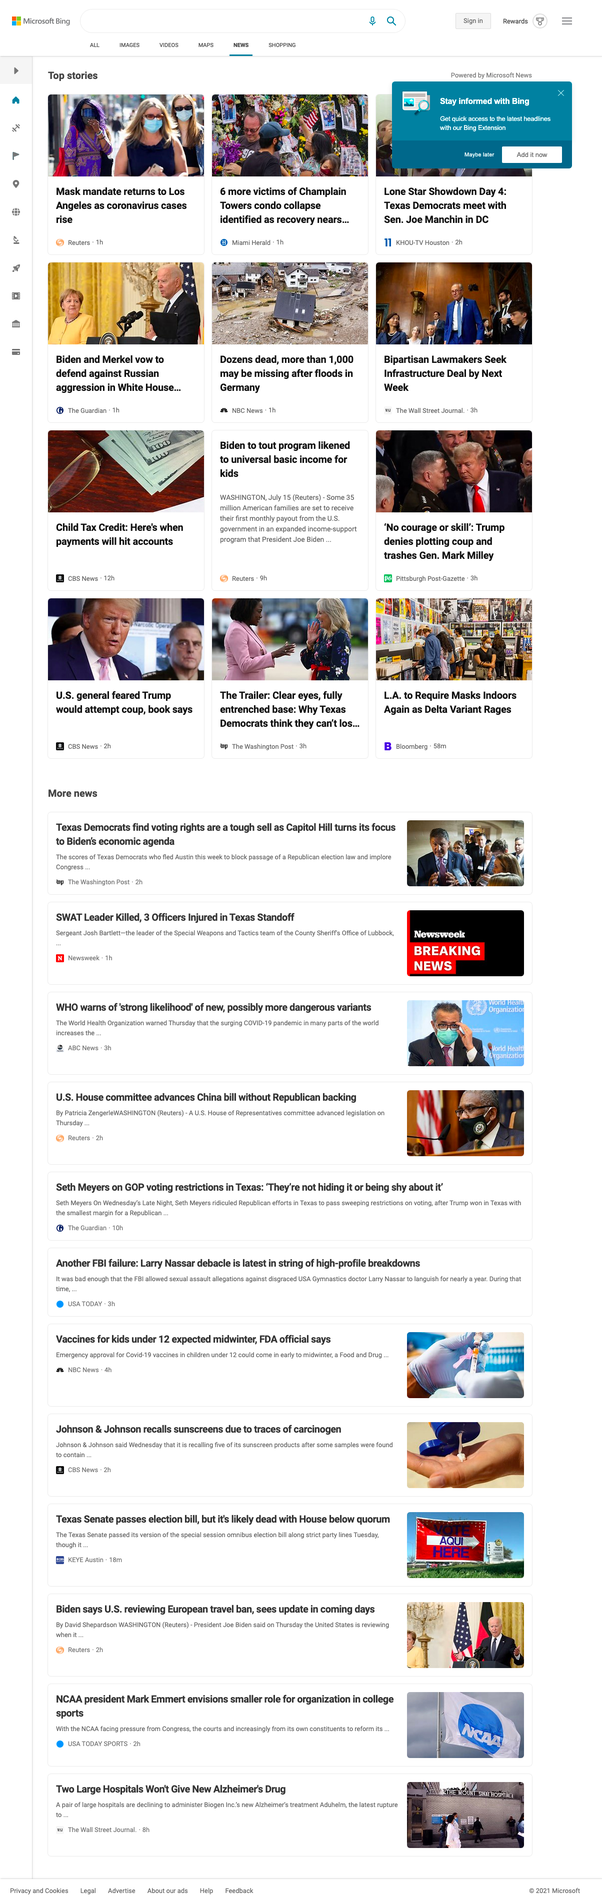 Microsoft Bing
Sign in
Rewards
ALL
IMAGES
VIDEOS
MAPS
NEWS
SHOPPING
Top stories
Powered by Microsoft News
Stay informed with Bing
Get quick access to the latest headlines
with our Bing Extension
Maybe later
Add it now
Mask mandate returns to Los
Angeles as coronavirus cases
rise
Reuters · 1h
6 more victims of Champlain
Towers condo collapse
identified as recovery nears...
Miami Herald · 1h
Lone Star Showdown Day 4:
Texas Democrats meet with
Sen. Joe Manchin in DC
KHOU-TV Houston · 2h
Biden and Merkel vow to
defend against Russian
aggression in White House...
The Guardian · 1h
Dozens dead, more than 1,000
may be missing after floods in
Germany
NBC News · 1h
Bipartisan Lawmakers Seek
Infrastructure Deal by Next
Week
The Wall Street Journal. · 3h
Child Tax Credit: Here's when
payments will hit accounts
CBS News · 12h
Biden to tout program likened
to universal basic income for
kids
WASHINGTON, July 15 (Reuters) - Some 35
million American families are set to receive
their first monthly payout from the U.S.
government in an expanded income-support
program that President Joe Biden ...
Reuters · 9h
'No courage or skill': Trump
denies plotting coup and
trashes Gen. Mark Milley
Pittsburgh Post-Gazette · 3h
U.S. general feared Trump
would attempt coup, book says
CBS News · 2h
The Trailer: Clear eyes, fully
entrenched base: Why Texas
Democrats think they can't los...
The Washington Post · 3h
L.A. to Require Masks Indoors
Again as Delta Variant Rages
Bloomberg · 58m
More news
Texas Democrats find voting rights are a tough sell as Capitol Hill turns its focus
to Biden's economic agenda
The scores of Texas Democrats who fled Austin this week to block passage of a Republican election law and implore
Congress ...
The Washington Post · 2h
SWAT Leader Killed, 3 Officers Injured in Texas Standoff
Sergeant Josh Bartlett—the leader of the Special Weapons and Tactics team of the County Sheriff's Office of Lubbock,
...
Newsweek · 1h
Newsweek
BREAKING
NEWS
WHO warns of 'strong likelihood' of new, possibly more dangerous variants
The World Health Organization warned Thursday that the surging COVID-19 pandemic in many parts of the world
increases the ...
ABC News · 3h
World Health
Organization
U.S. House committee advances China bill without Republican backing
By Patricia ZengerleWASHINGTON (Reuters) - A U.S. House of Representatives committee advanced legislation on
Thursday ...
Reuters · 2h
Seth Meyers on GOP voting restrictions in Texas: 'They're not hiding it or being shy about it'
Seth Meyers On Wednesday's Late Night, Seth Meyers ridiculed Republican efforts in Texas to pass sweeping restrictions on voting, after Trump won in Texas with
the smallest margin for a Republican ...
The Guardian · 10h
Another FBI failure: Larry Nassar debacle is latest in string of high-profile breakdowns
It was bad enough that the FBI allowed sexual assault allegations against disgraced USA Gymnastics doctor Larry Nassar to languish for nearly a year. During that
time, ...
USA TODAY · 3h
Vaccines for kids under 12 expected midwinter, FDA official says
Emergency approval for Covid-19 vaccines in children under 12 could come in early to midwinter, a Food and Drug ...
NBC News · 4h
Johnson & Johnson recalls sunscreens due to traces of carcinogen
Johnson & Johnson said Wednesday that it is recalling five of its sunscreen products after some samples were found
to contain ...
CBS News · 2h
Texas Senate passes election bill, but it's likely dead with House below quorum
The Texas Senate passed its version of the special session omnibus election bill along strict party lines Tuesday,
though it ...
KEYE Austin · 18m
VOTE
AQUI
HERE
Biden says U.S. reviewing European travel ban, sees update in coming days
By David Shepardson WASHINGTON (Reuters) - President Joe Biden said on Thursday the United States is reviewing
when it ...
Reuters · 2h
NCAA president Mark Emmert envisions smaller role for organization in college
sports
With the NCAA facing pressure from Congress, the courts and increasingly from its own constituents to reform its ...
USA TODAY SPORTS · 2h
NCAA
Two Large Hospitals Won't Give New Alzheimer's Drug
A pair of large hospitals are declining to administer Biogen Inc.'s new Alzheimer's treatment Aduhelm, the latest rupture
to ...
The Wall Street Journal. · 8h
THE MOUNT SINAI HOSPITAL
Privacy and Cookies
Legal
Advertise
About our ads
Help
Feedback
© 2021 Microsoft